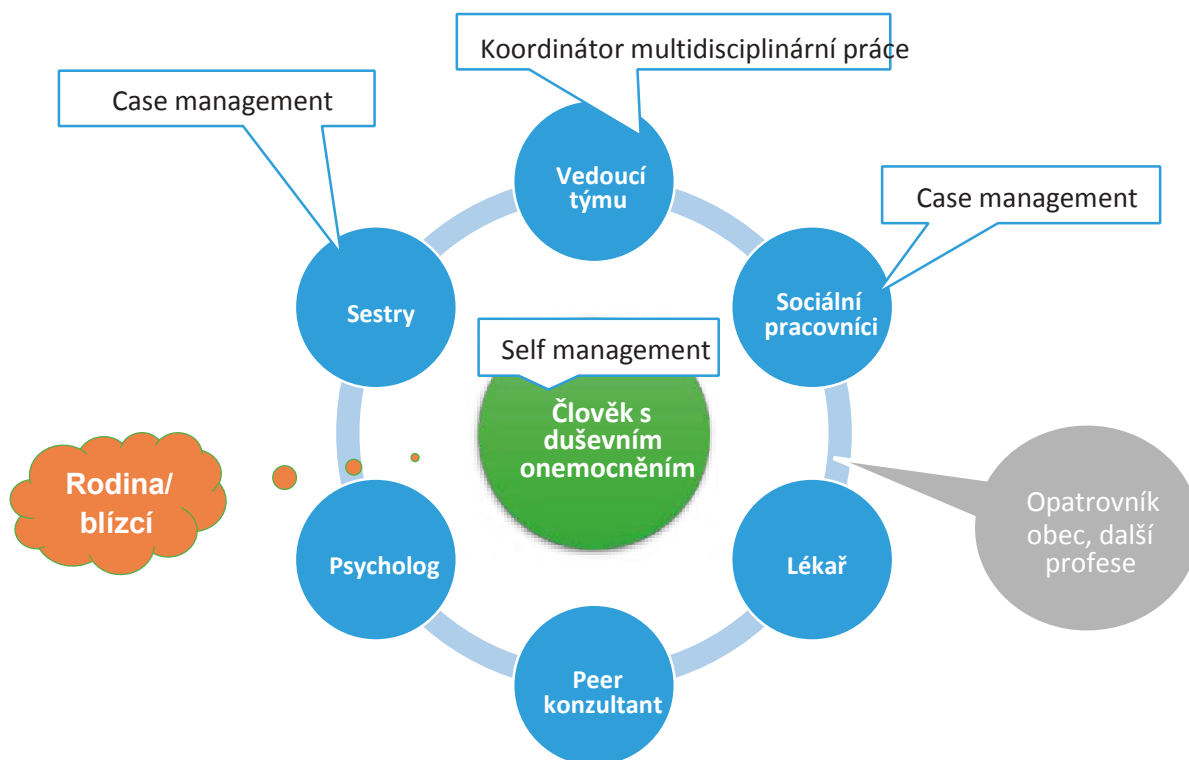 Koordinátor multidisciplinární práce
Case management
Vedoucí
týmu
Case management
Sestry
Sociální
pracovníci
Self management
Člověk s
duševním
onemocněním
Rodina/
blízcí
Opatrovník
obec, další
profese
Psycholog
Lékař
Peer
konzultant